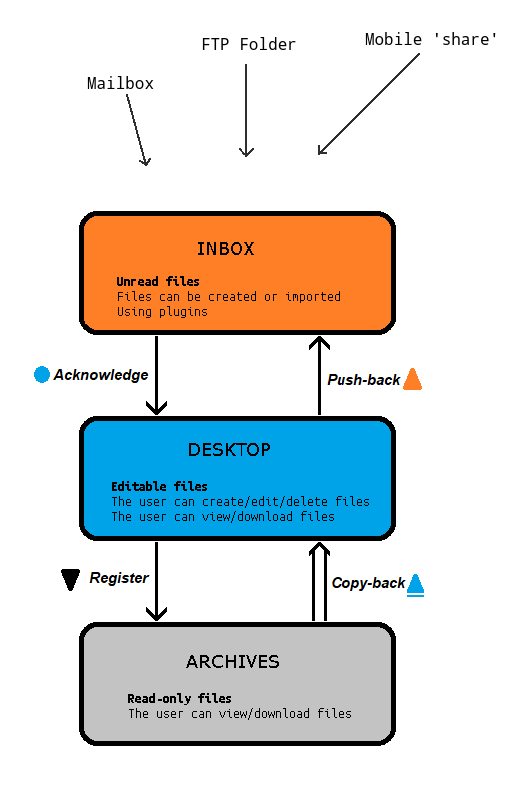 Mailbox
FTP Folder
Mobile 'share'
INBOX
Unread files
Files can be created or imported
Using plugins
Acknowledge
Push-back
DESKTOP
Editable files
The user can create/edit/delete files
The user can view/download files
Register
Copy-back
ARCHIVES
Read-only files
The user can view/download files